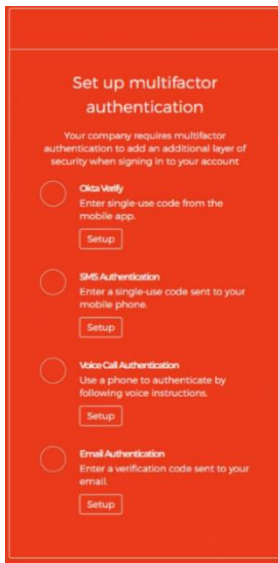 Set up multifactor
authentication
Your company requires multifactor
authentication to add an additional layer of
security when signing in to your account
Okta Verify
Enter single-use code from the
mobile app.
Setup
SMS Authentication
Enter a single-use code sent to your
mobile phone.
Setup
Voice Call Authentication
Use a phone to authenticate by
following voice instructions.
Setup
Email Authentication
Enter a verification code sent to your
email.
Setup